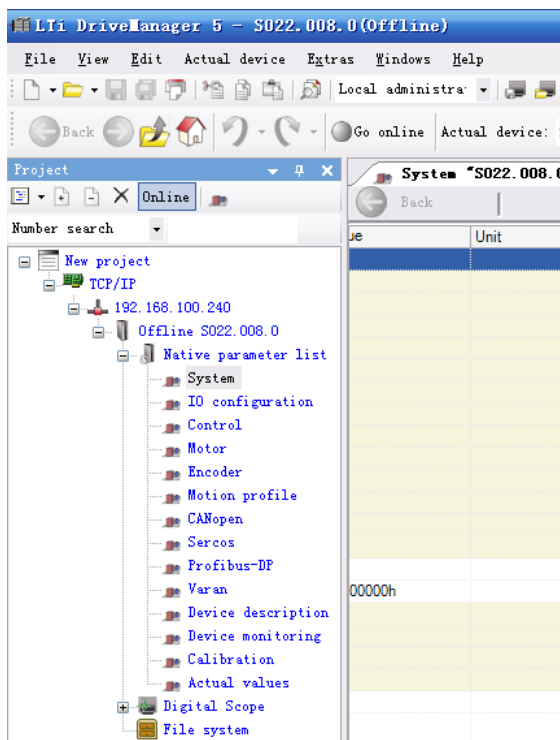 LTi DriveManager 5 - S022.008.0(Offline)
File View Edit Actual device Extras Windows Help
Local administra
Back Go online Actual device:
Project
System "S022.008.0
Online
Back
Number search
ue Unit
New project
TCP/IP
192.168.100.240
Offline S022.008.0
Native parameter list
System
IO configuration
Control
Motor
Encoder
Motion profile
CANopen
Sercos
Profibus-DP
Varan
00000h
Device description
Device monitoring
Calibration
Actual values
Digital Scope
File system